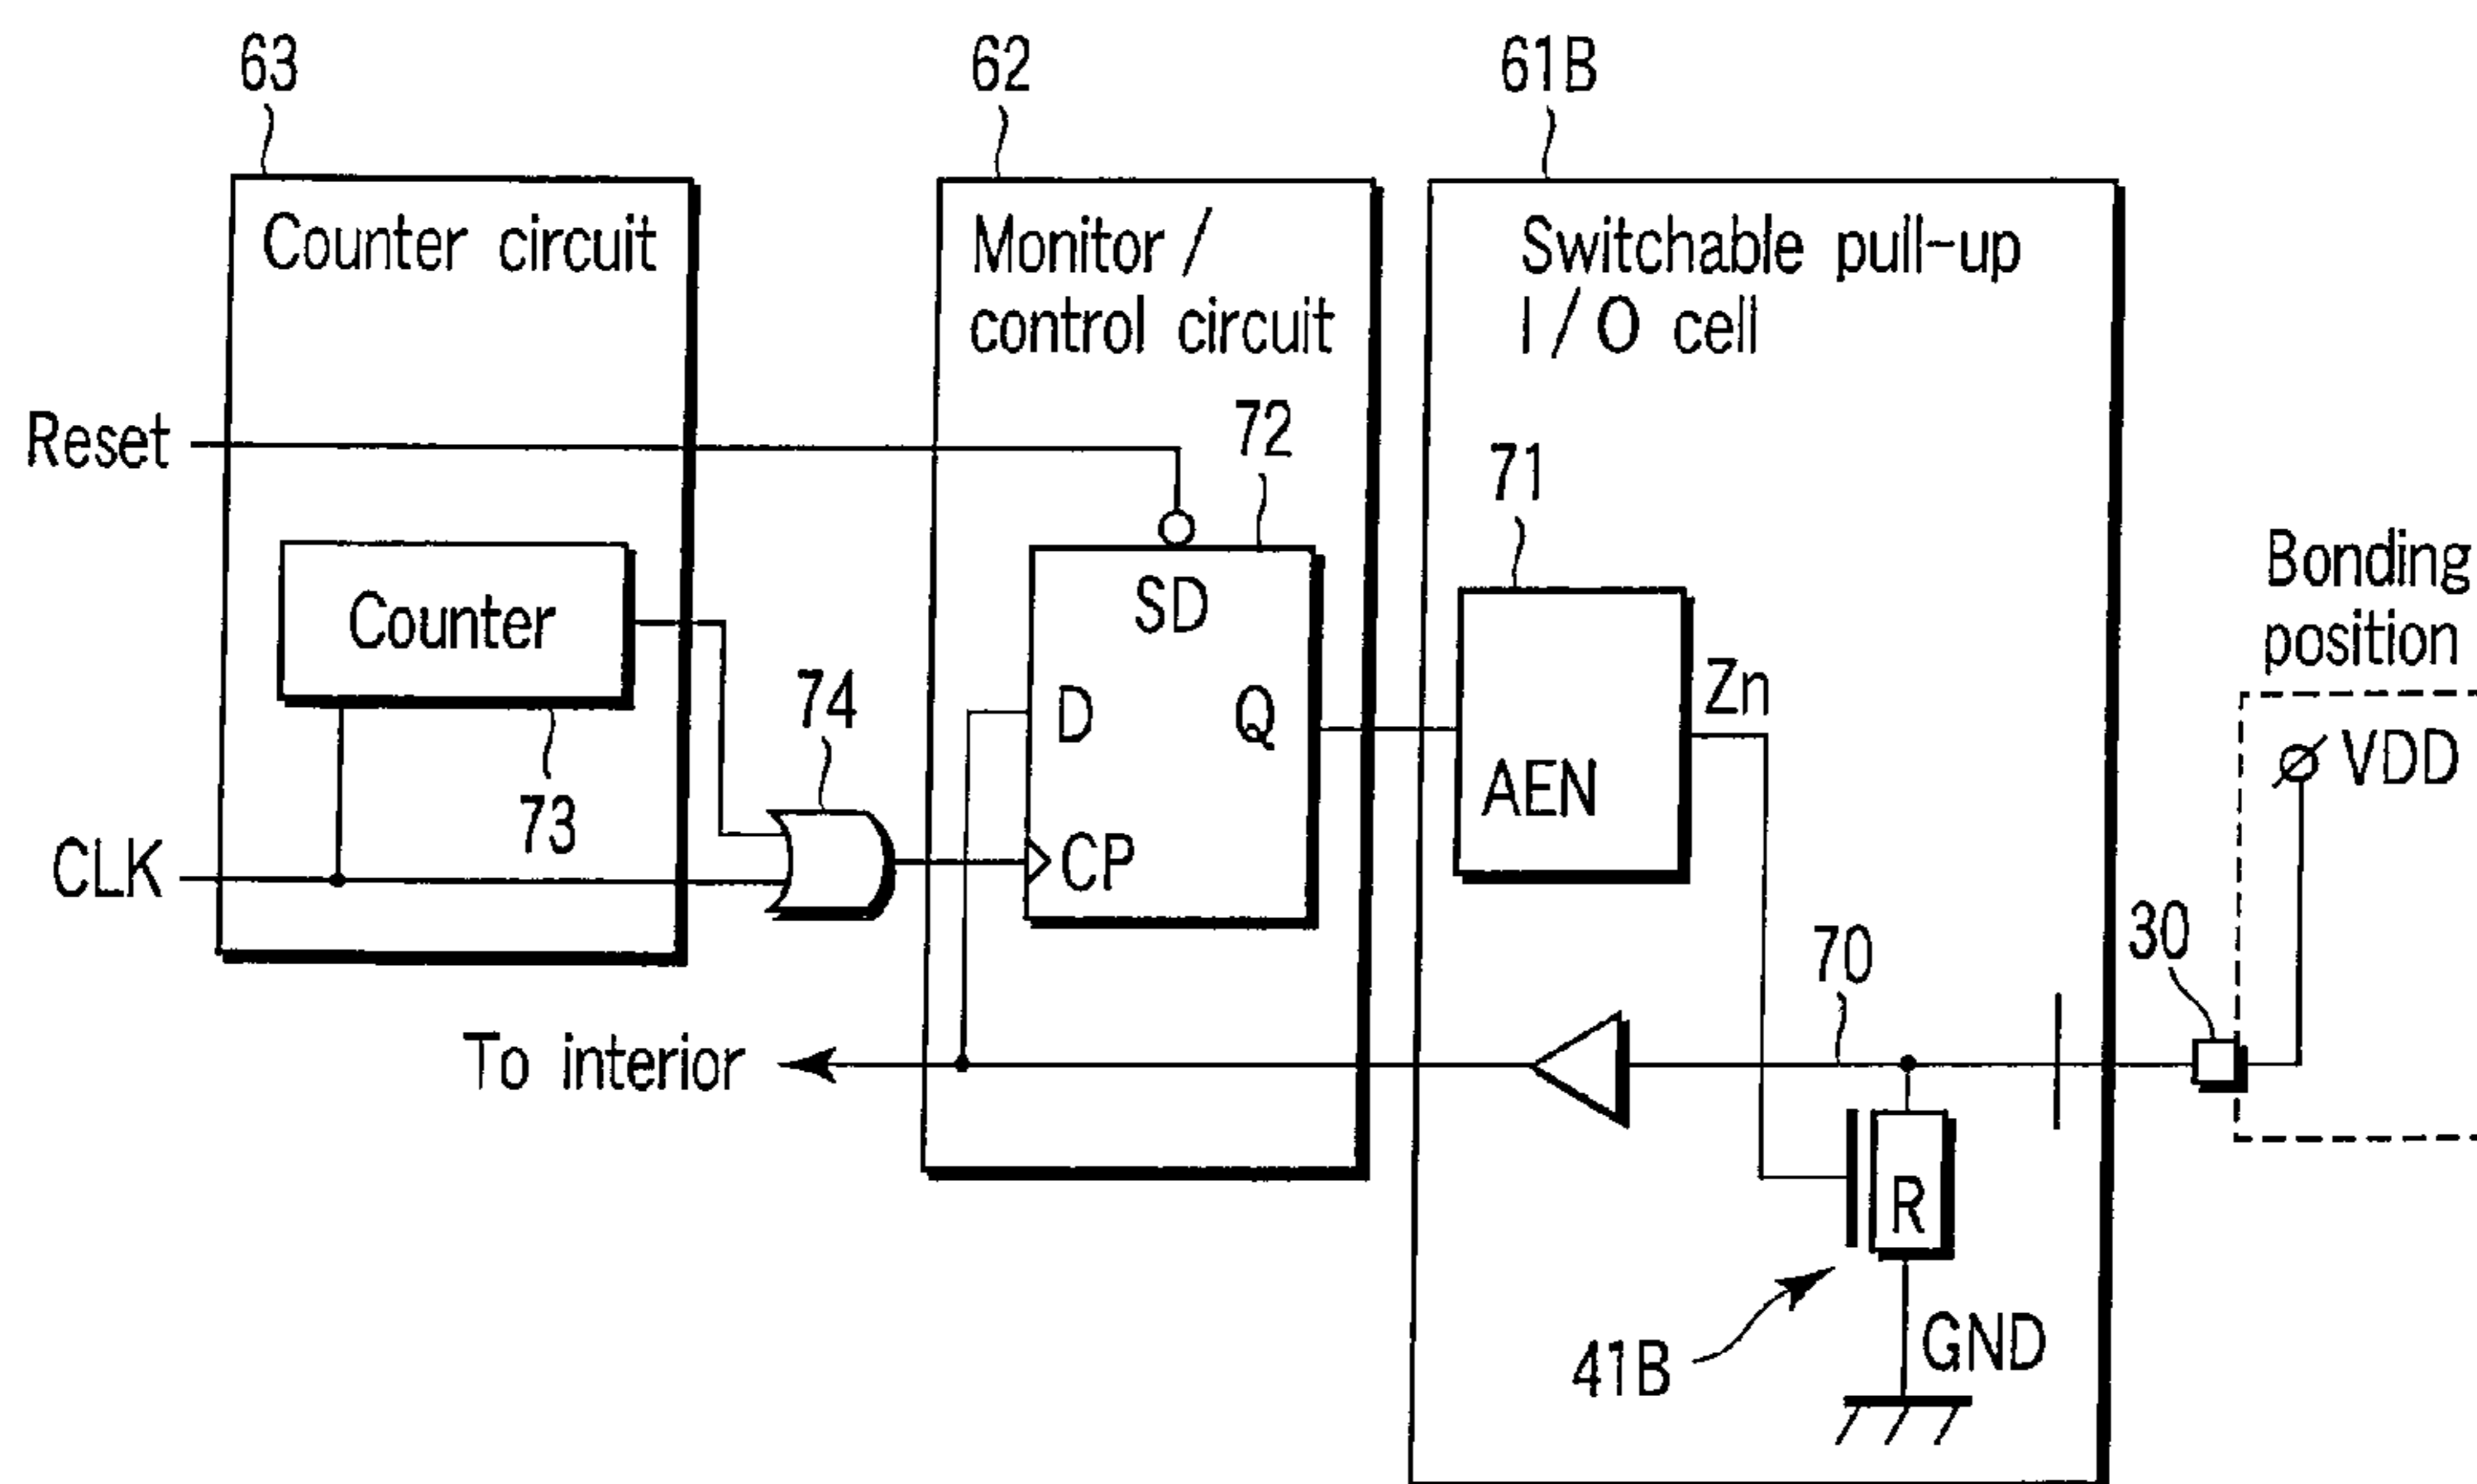 63
62
61B
Counter circuit
Monitor /
control circuit
Switchable pull-up
I / O cell
Reset
72
71
SD
Counter
Bonding
position
74
D
Q
Zn
VDD
AEN
73
CLK
CP
30
70
To interior
R
41B
GND